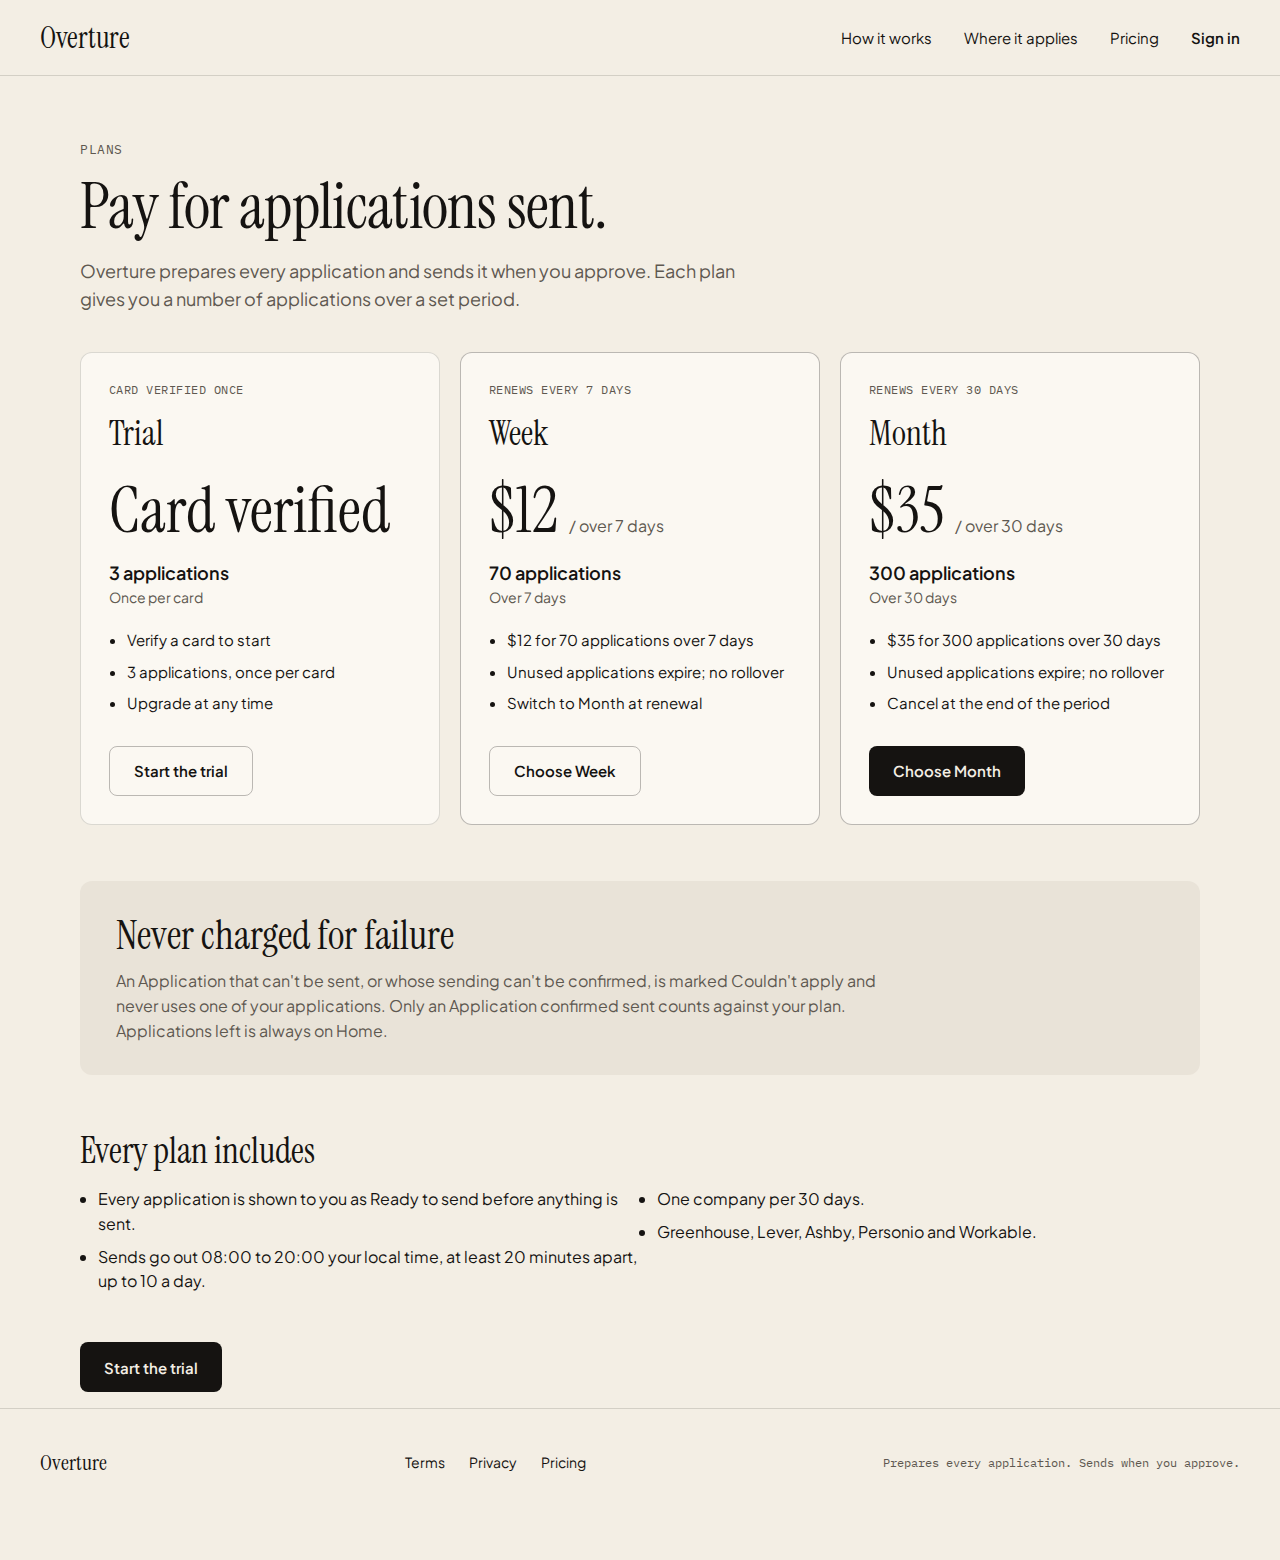 Overture
How it works
Where it applies
Pricing
Sign in
PLANS
Pay for applications sent.
Overture prepares every application and sends it when you approve. Each plan
gives you a number of applications over a set period.
CARD VERIFIED ONCE
Trial
Card verified
3 applications
Once per card
• Verify a card to start
• 3 applications, once per card
• Upgrade at any time
Start the trial
RENEWS EVERY 7 DAYS
Week
$12 / over 7 days
70 applications
Over 7 days
• $12 for 70 applications over 7 days
• Unused applications expire; no rollover
• Switch to Month at renewal
Choose Week
RENEWS EVERY 30 DAYS
Month
$35 / over 30 days
300 applications
Over 30 days
• $35 for 300 applications over 30 days
• Unused applications expire; no rollover
• Cancel at the end of the period
Choose Month
Never charged for failure
An Application that can't be sent, or whose sending can't be confirmed, is marked Couldn't apply and
never uses one of your applications. Only an Application confirmed sent counts against your plan.
Applications left is always on Home.
Every plan includes
• Every application is shown to you as Ready to send before anything is
sent.
• Sends go out 08:00 to 20:00 your local time, at least 20 minutes apart,
up to 10 a day.
• One company per 30 days.
• Greenhouse, Lever, Ashby, Personio and Workable.
Start the trial
Overture
Terms
Privacy
Pricing
Prepares every application. Sends when you approve.